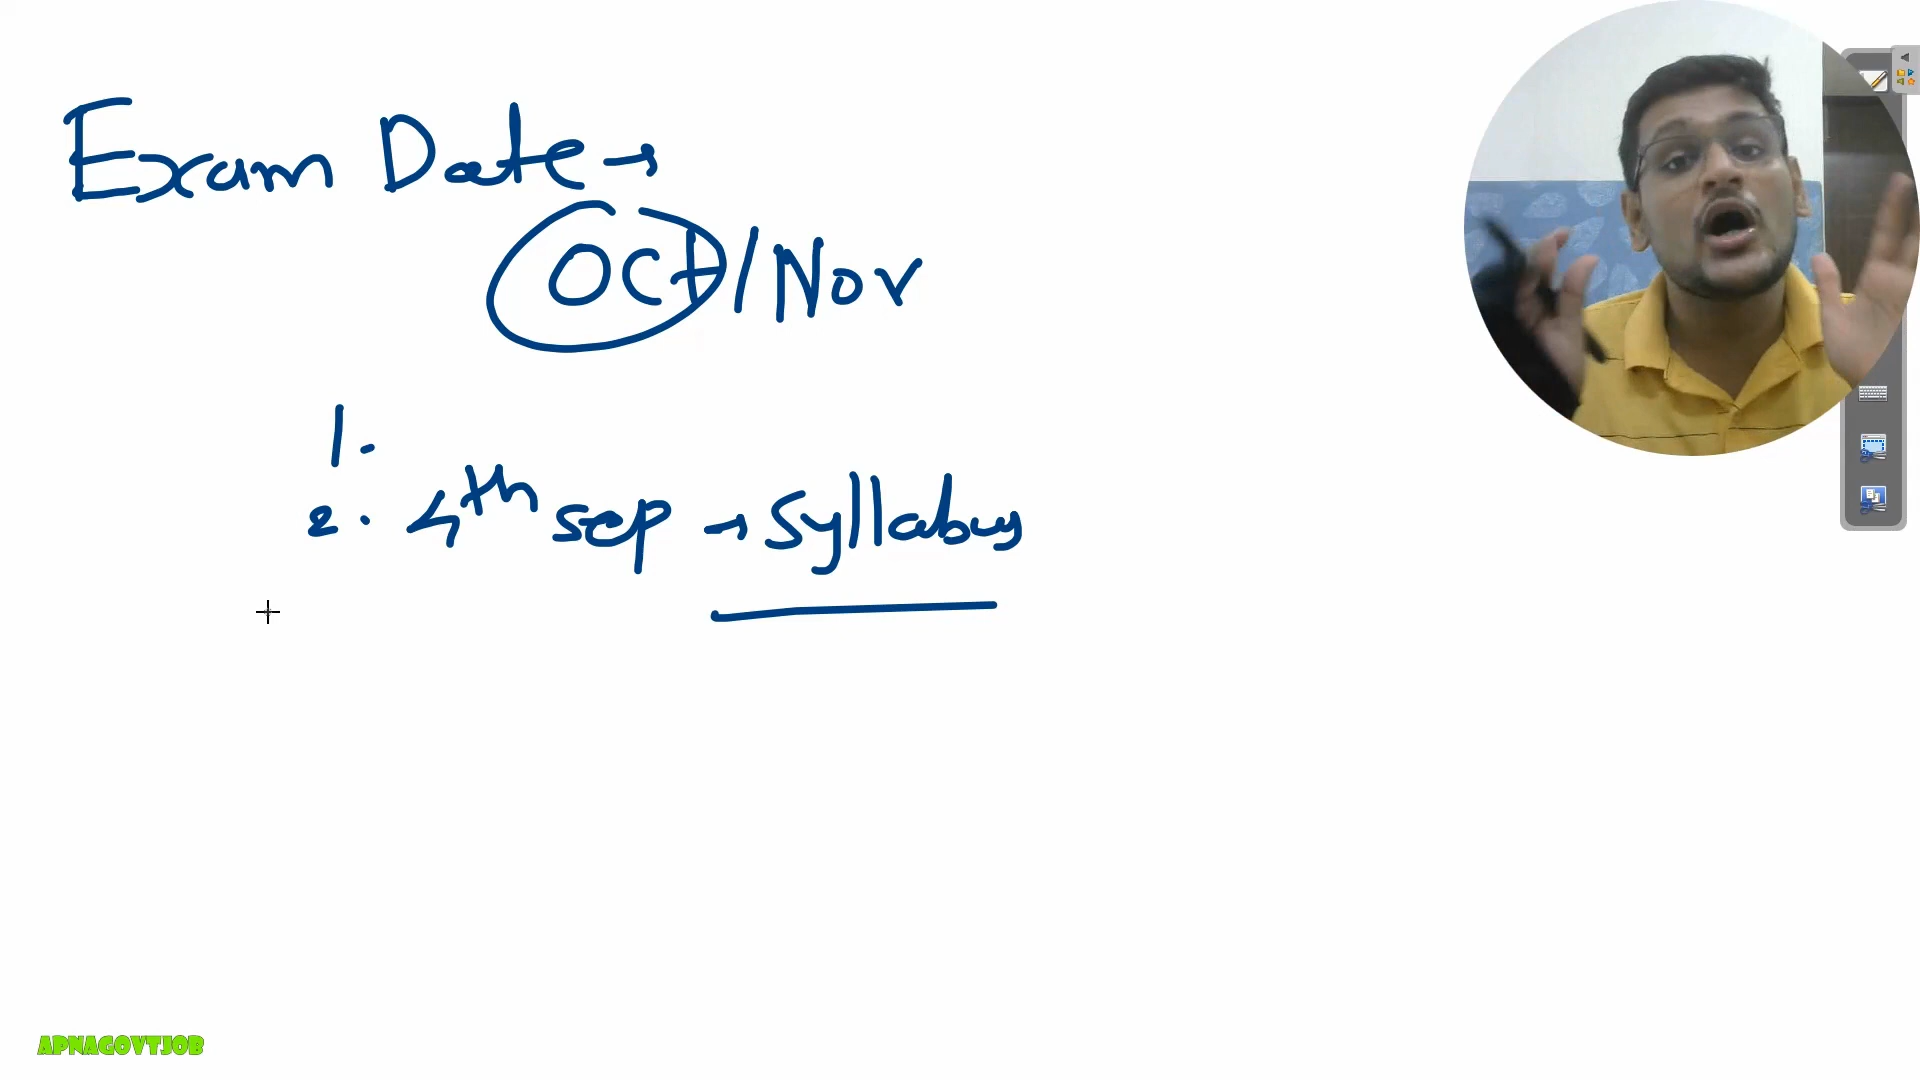 Exam Date →
OCT/Nov
1.
2. 4th sep → Syllabus
APNAGOVTJOB